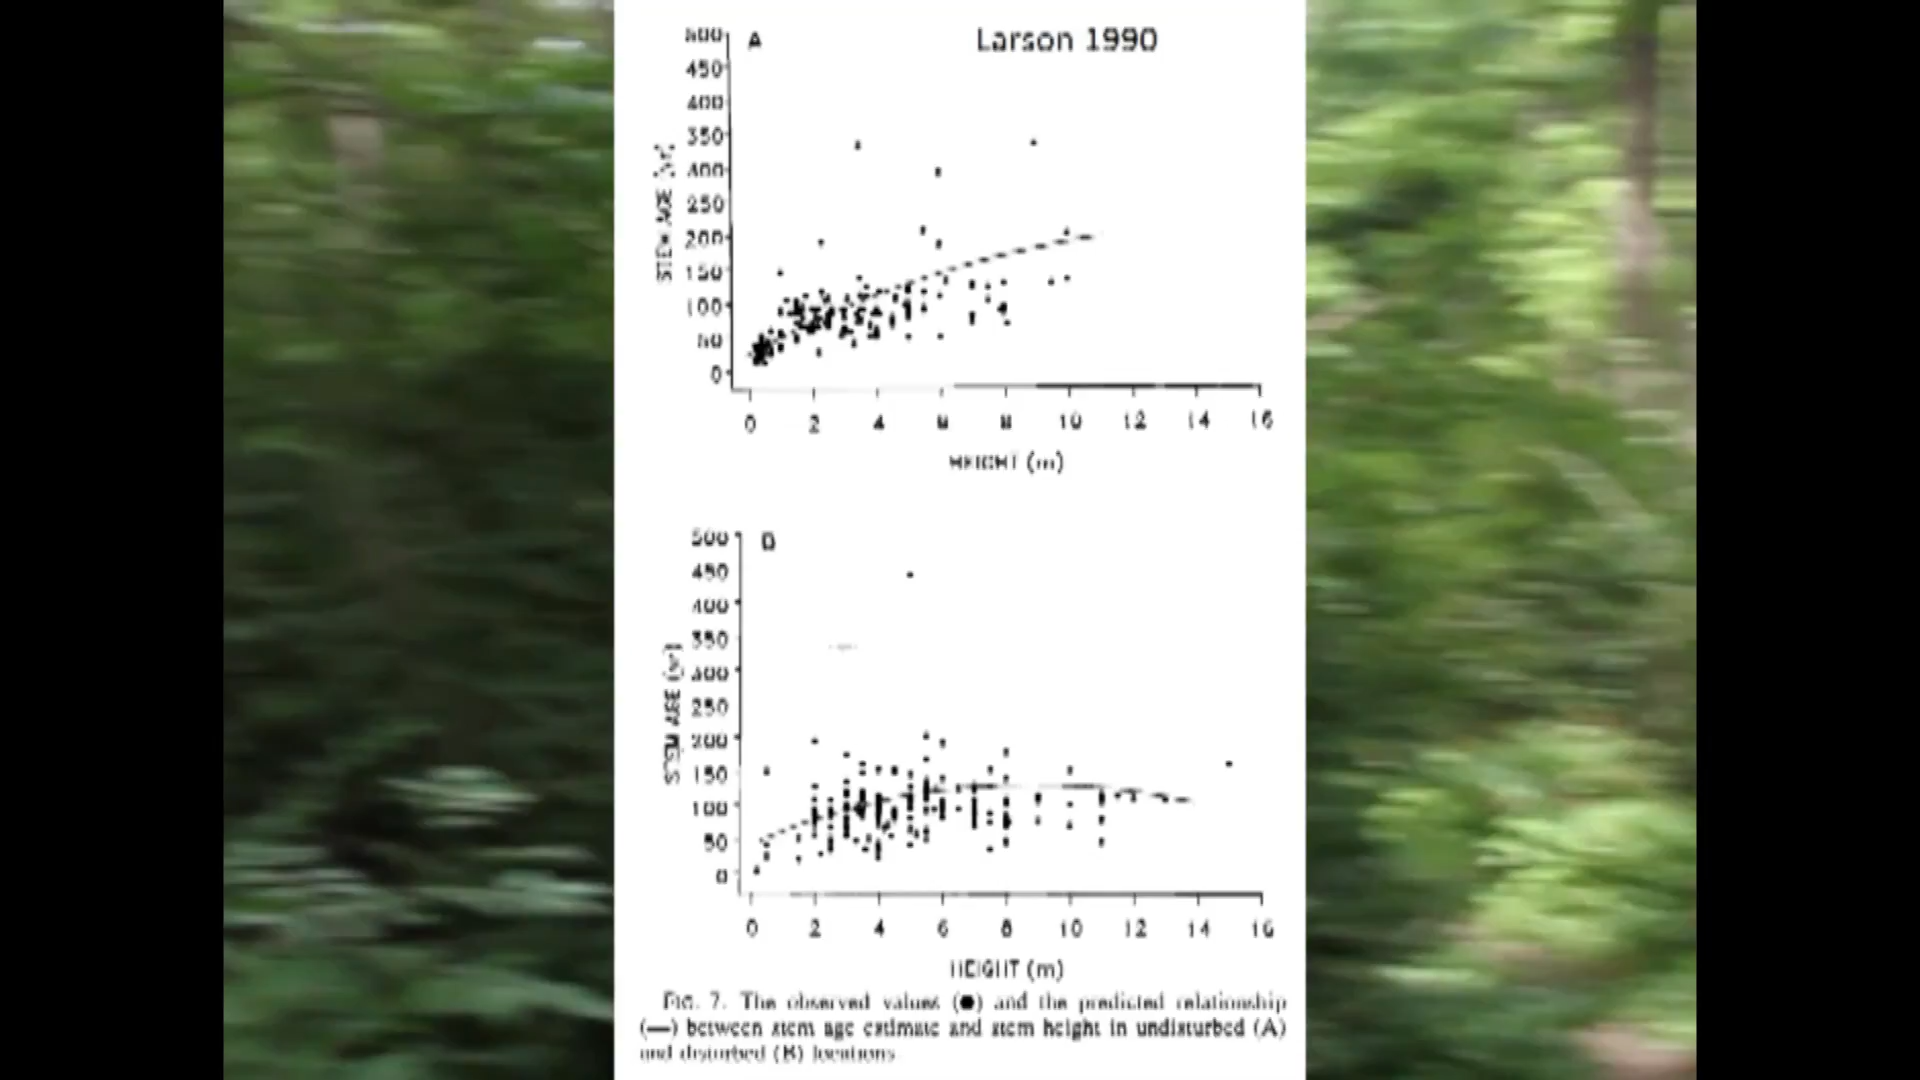 500 A Larson 1990
450
400
350
300
250
200
150
100
50
0
STEM AGE (yr)
0 2 4 6 8 10 12 14 16
HEIGHT (m)
500 B
450
400
350
300
250
200
150
100
50
0
STEM AGE (yr)
0 2 4 6 8 10 12 14 16
HEIGHT (m)
FIG. 7. The observed values (●) and the predicted relationship
(—) between stem age estimate and stem height in undisturbed (A)
and disturbed (B) locations.